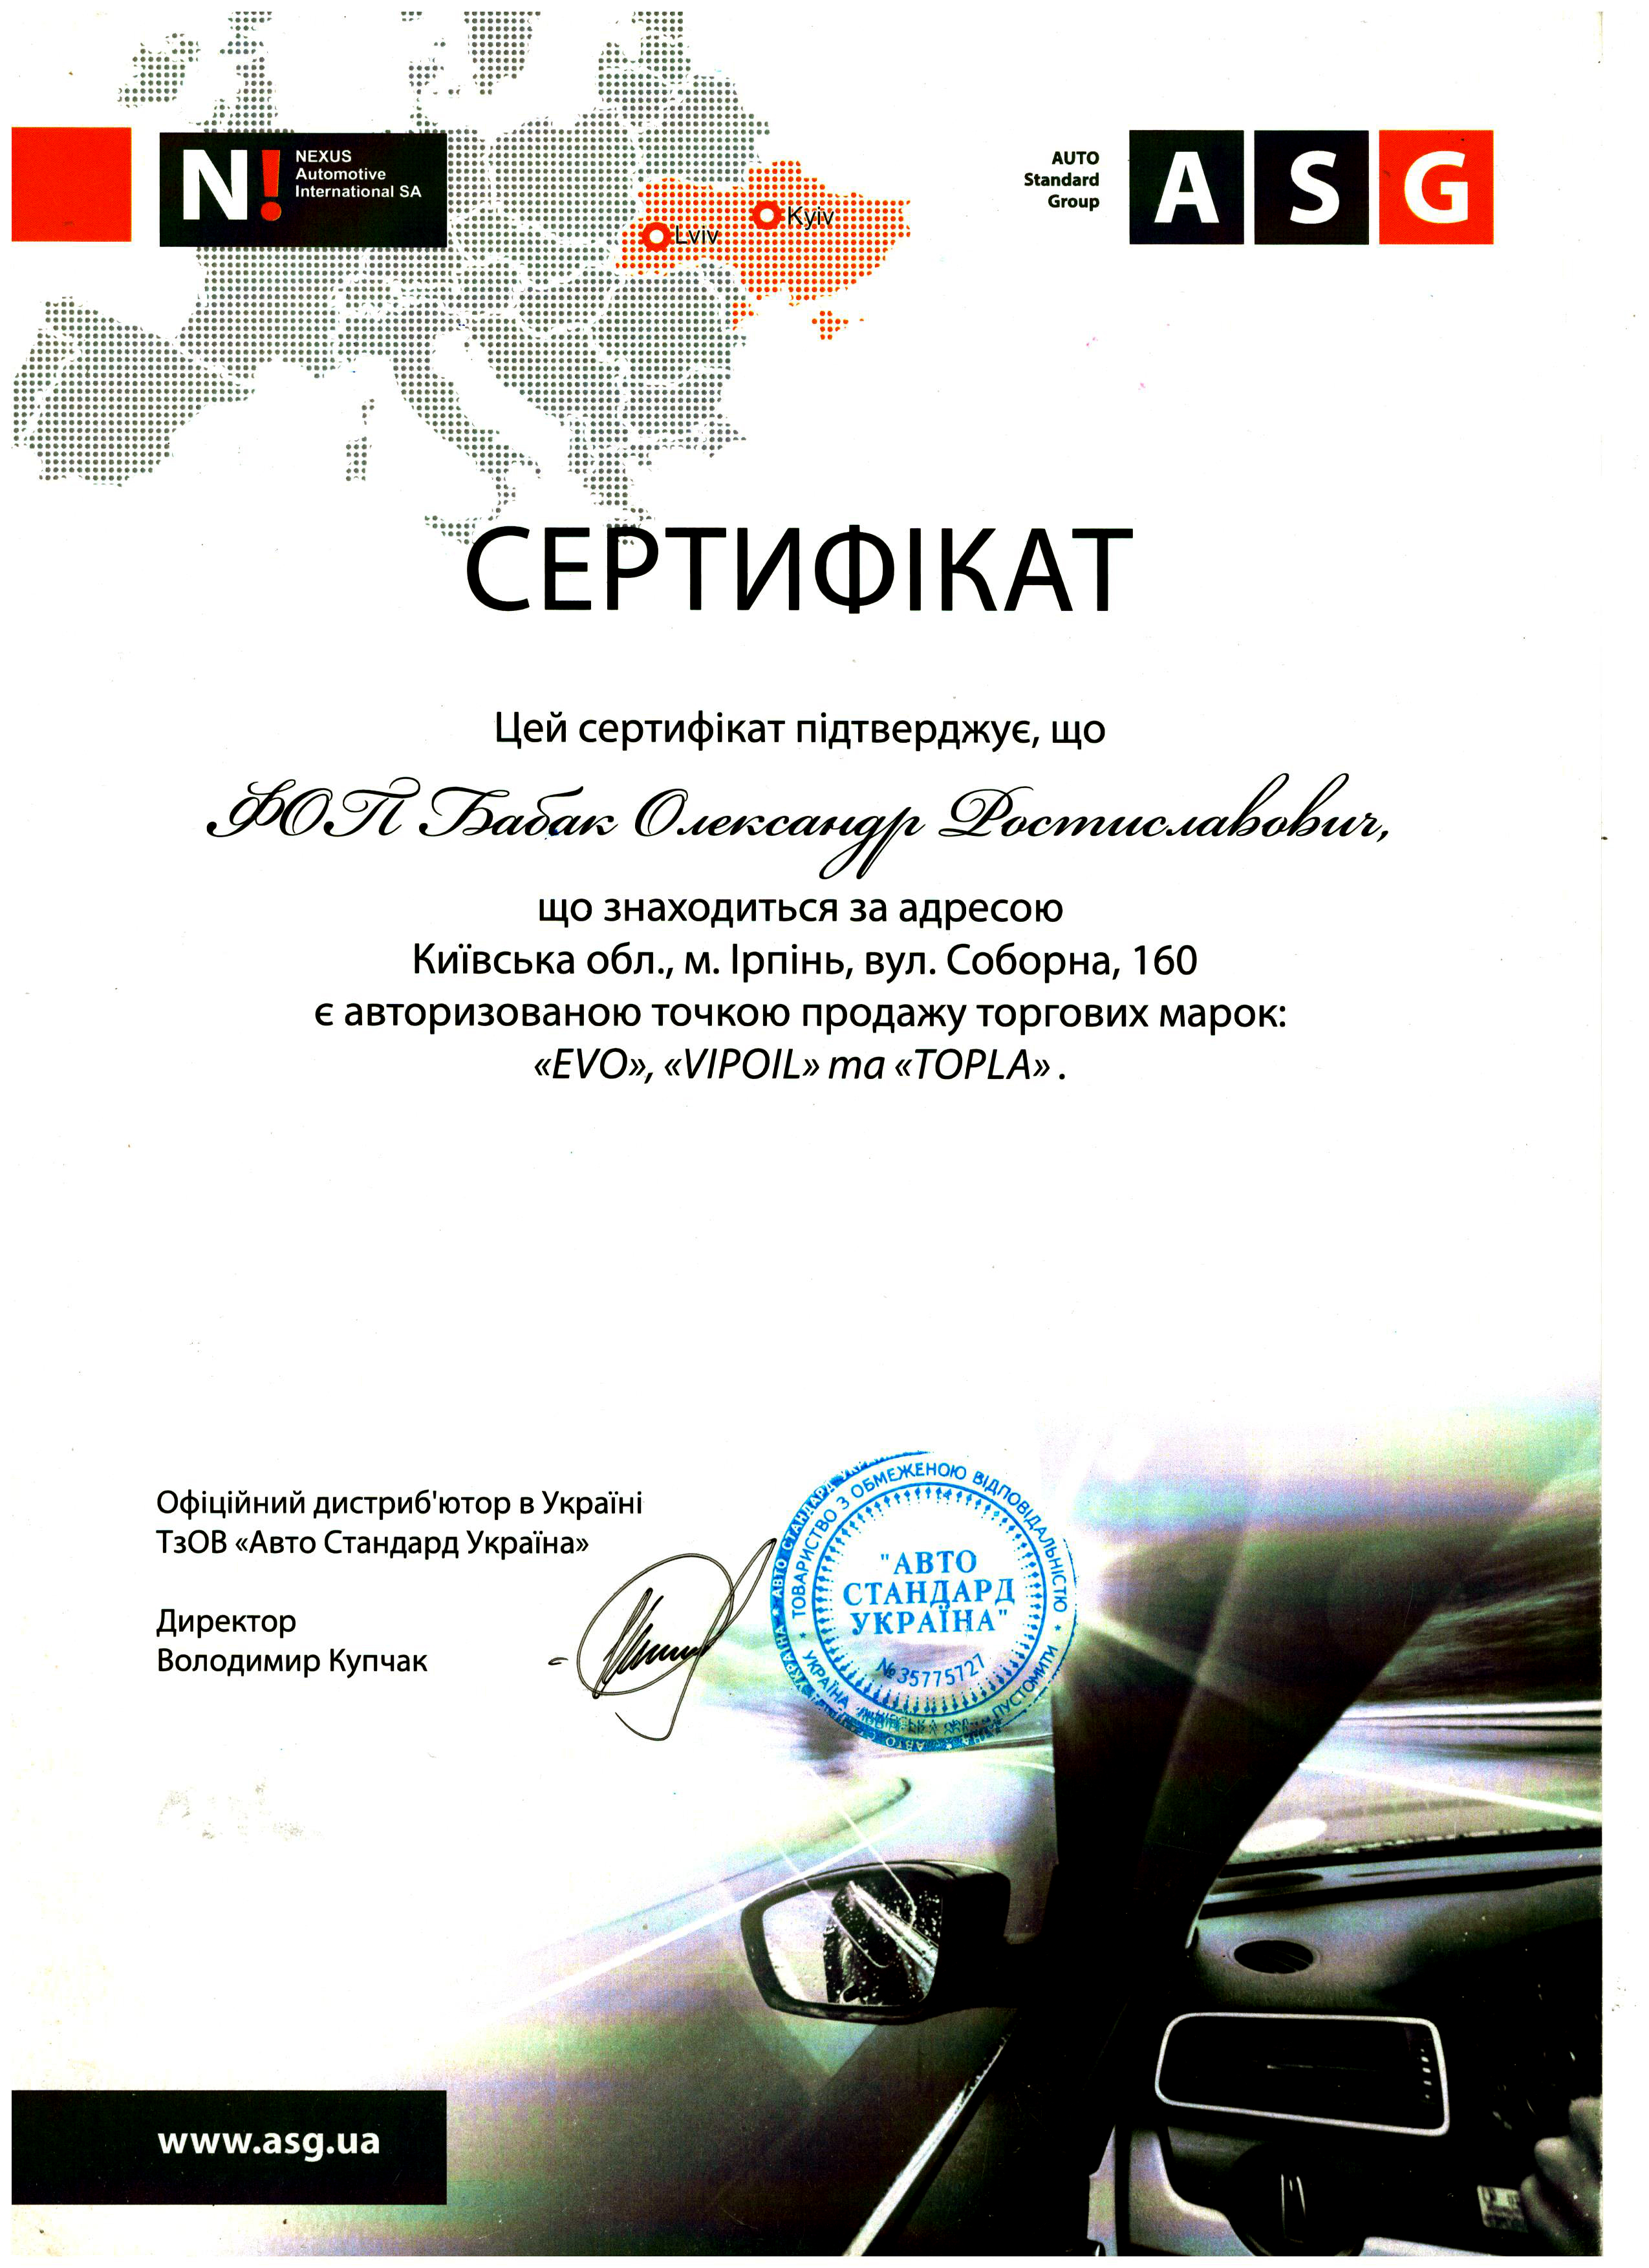 N! NEXUS
Automotive
International SA
AUTO
Standard
Group
ASG
Lviv
Kyiv
СЕРТИФІКАТ
Цей сертифікат підтверджує, що
ФОП Бабак Олександр Ростиславович,
що знаходиться за адресою
Київська обл., м. Ірпінь, вул. Соборна, 160
є авторизованою точкою продажу торгових марок:
«EVO», «VIPOIL» та «TOPLA» .
Офіційний дистриб'ютор в Україні
ТзОВ «Авто Стандард Україна»
Директор
Володимир Купчак
ТОВАРИСТВО З ОБМЕЖЕНОЮ ВІДПОВІДАЛЬНІСТЮ
"АВТО
СТАНДАРД
УКРАЇНА"
№35775727
УКРАЇНА
ПУСТОМИТИ
www.asg.ua